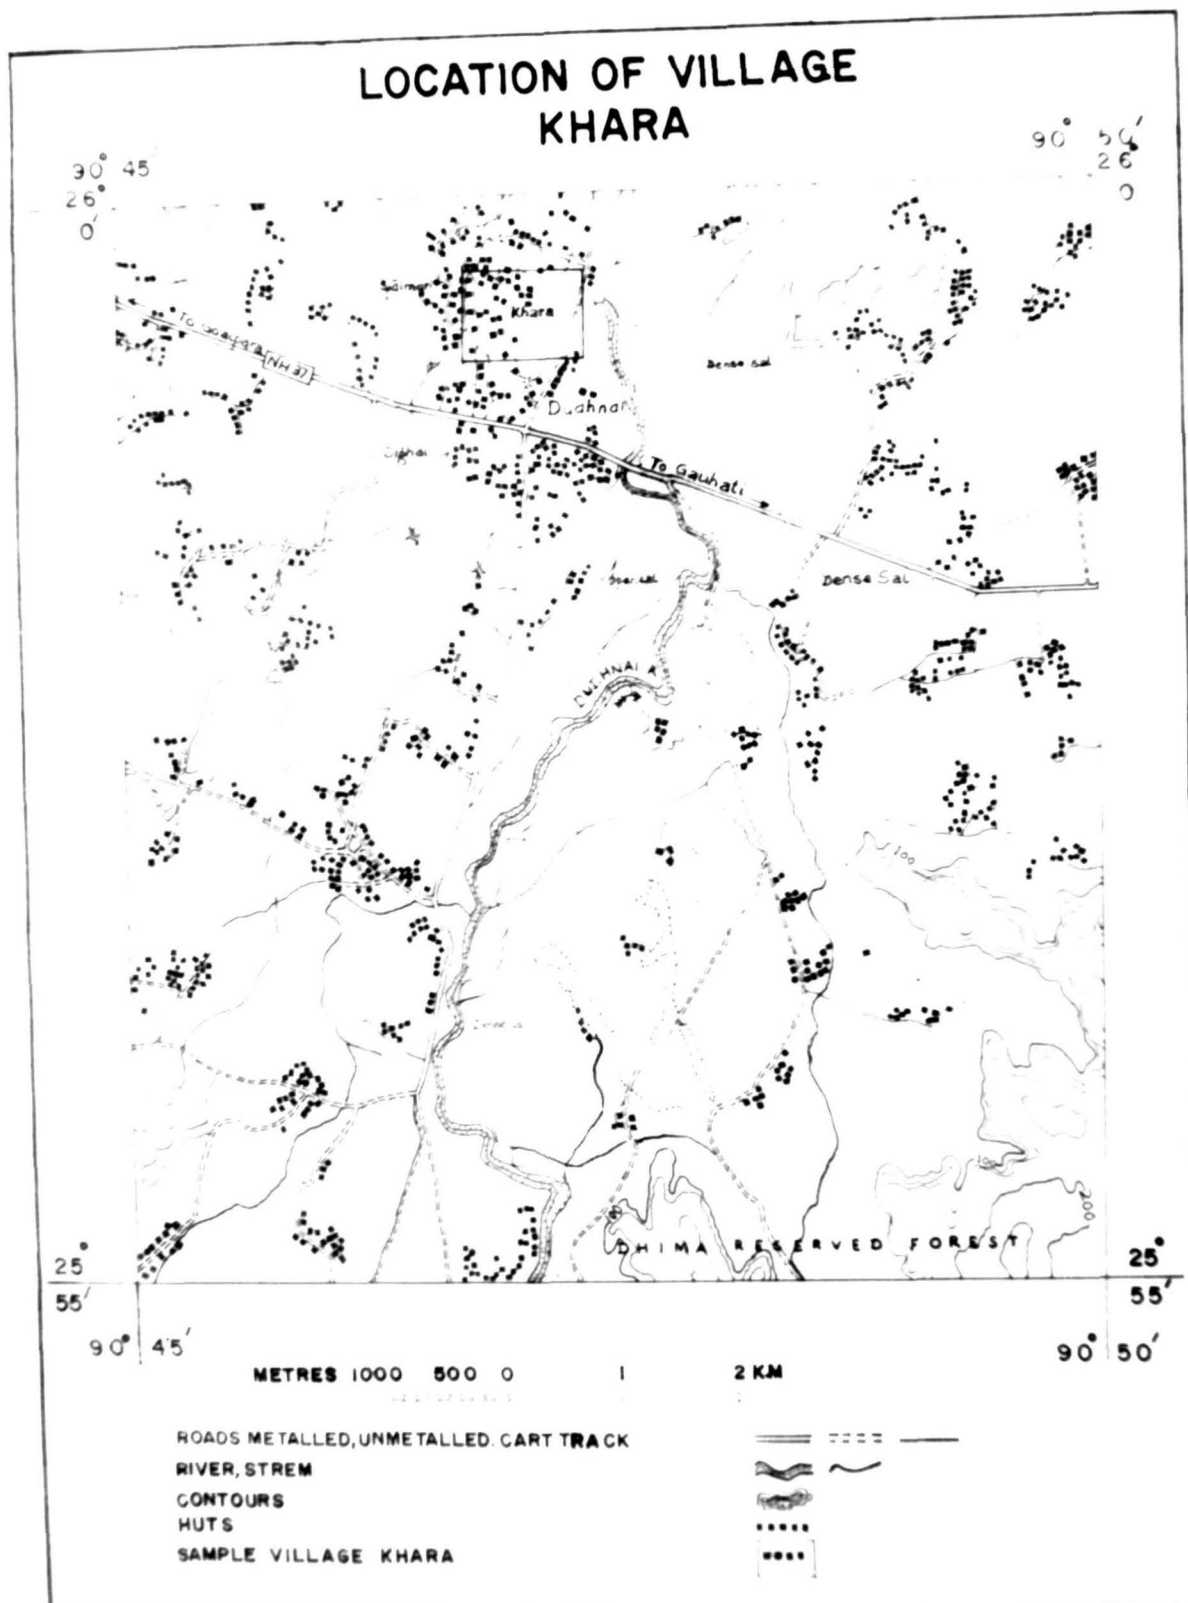 LOCATION OF VILLAGE
KHARA
90° 45
26°
0'
90° 50'
26°
0
Khara
To Goalpara
NH 37
Dense Sal
To Gauhati
Dense Sal
100
100
200
DHIMA RESERVED FOREST
25°
55'
25°
55'
90° 45'
90° 50'
METRES 1000 500 0 1 2 KM
ROADS METALLED, UNMETALLED. CART TRACK
RIVER, STREM
CONTOURS
HUTS
SAMPLE VILLAGE KHARA